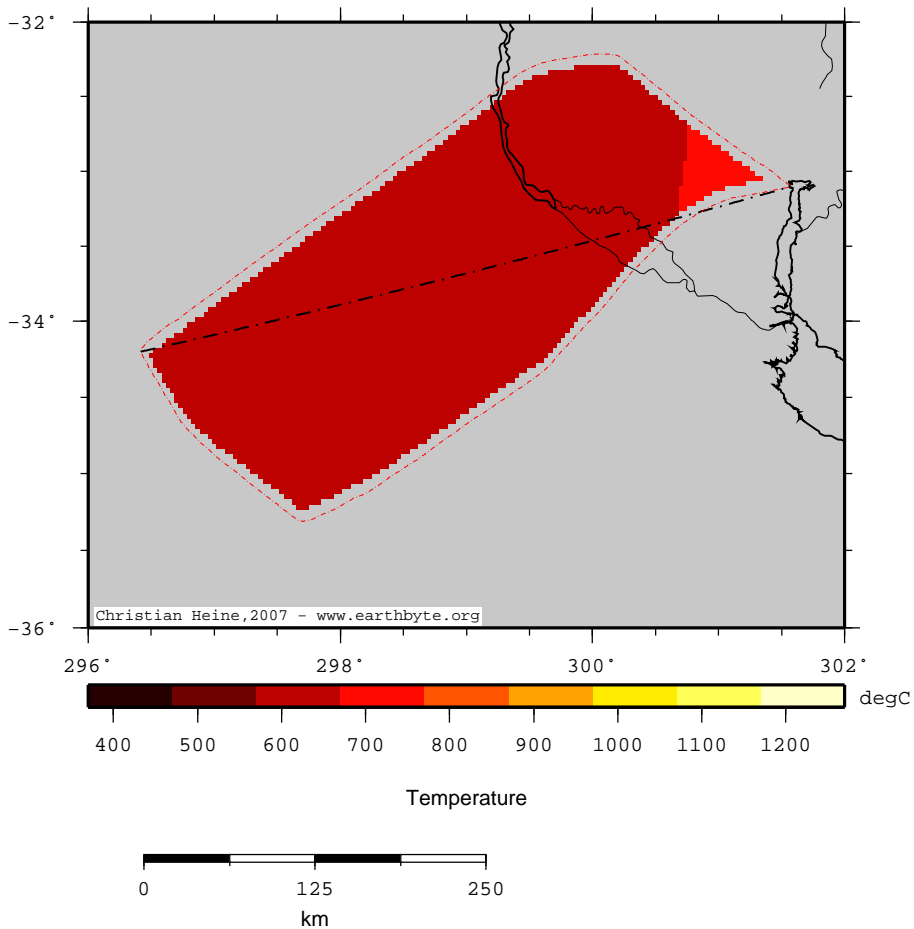 −32°
−34°
−36°
Christian Heine,2007 − www.earthbyte.org
296° 298° 300° 302°
degC
400 500 600 700 800 900 1000 1100 1200
Temperature
0 125 250
km